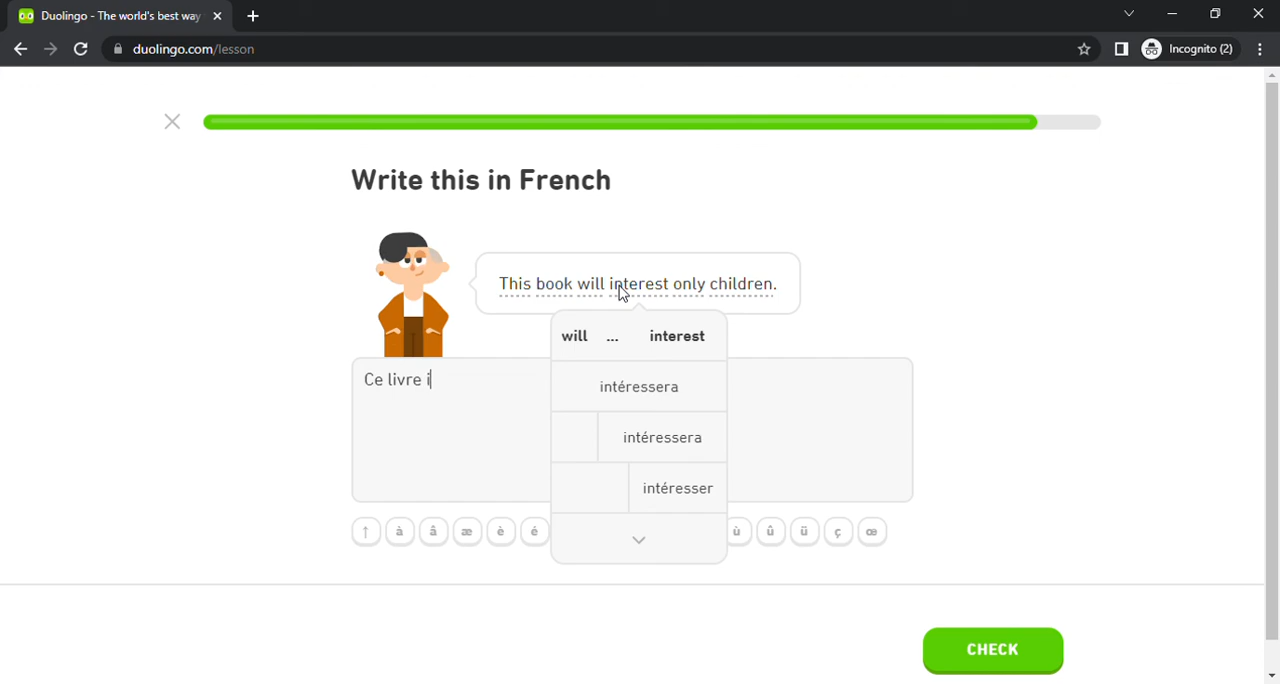 Duolingo - The world's best way
duolingo.com/lesson
Incognito (2)
Write this in French
This book will interest only children.
will ... interest
intéressera
intéressera
intéresser
Ce livre i
↑ à â æ è é ù û ü ç œ
CHECK